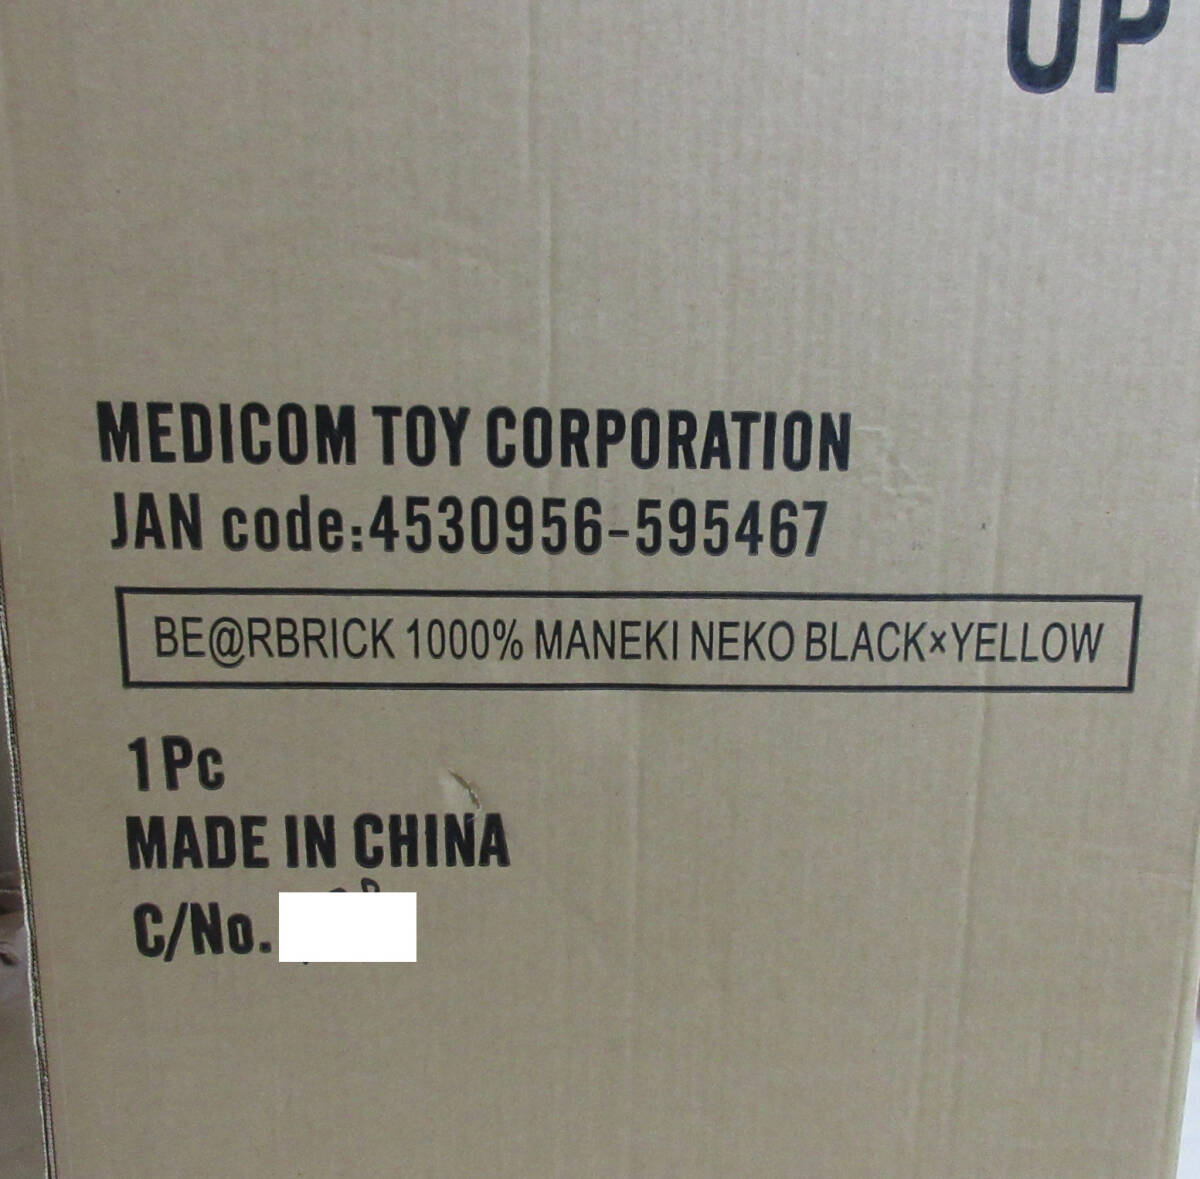 UP
MEDICOM TOY CORPORATION
JAN code:4530956-595467
BE@RBRICK 1000% MANEKI NEKO BLACK×YELLOW
1Pc
MADE IN CHINA
C/No.